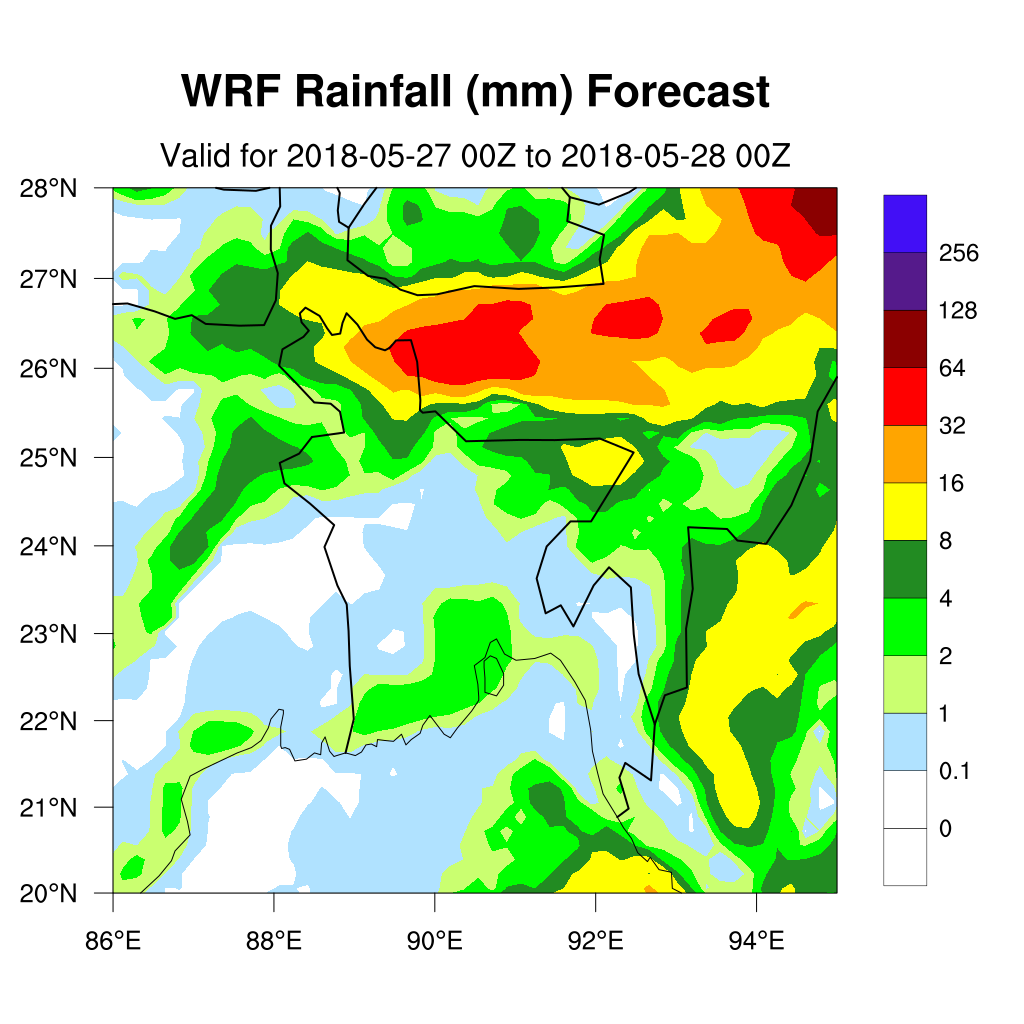 WRF Rainfall (mm) Forecast
Valid for 2018-05-27 00Z to 2018-05-28 00Z
28°N
27°N
26°N
25°N
24°N
23°N
22°N
21°N
20°N
86°E 88°E 90°E 92°E 94°E
256
128
64
32
16
8
4
2
1
0.1
0